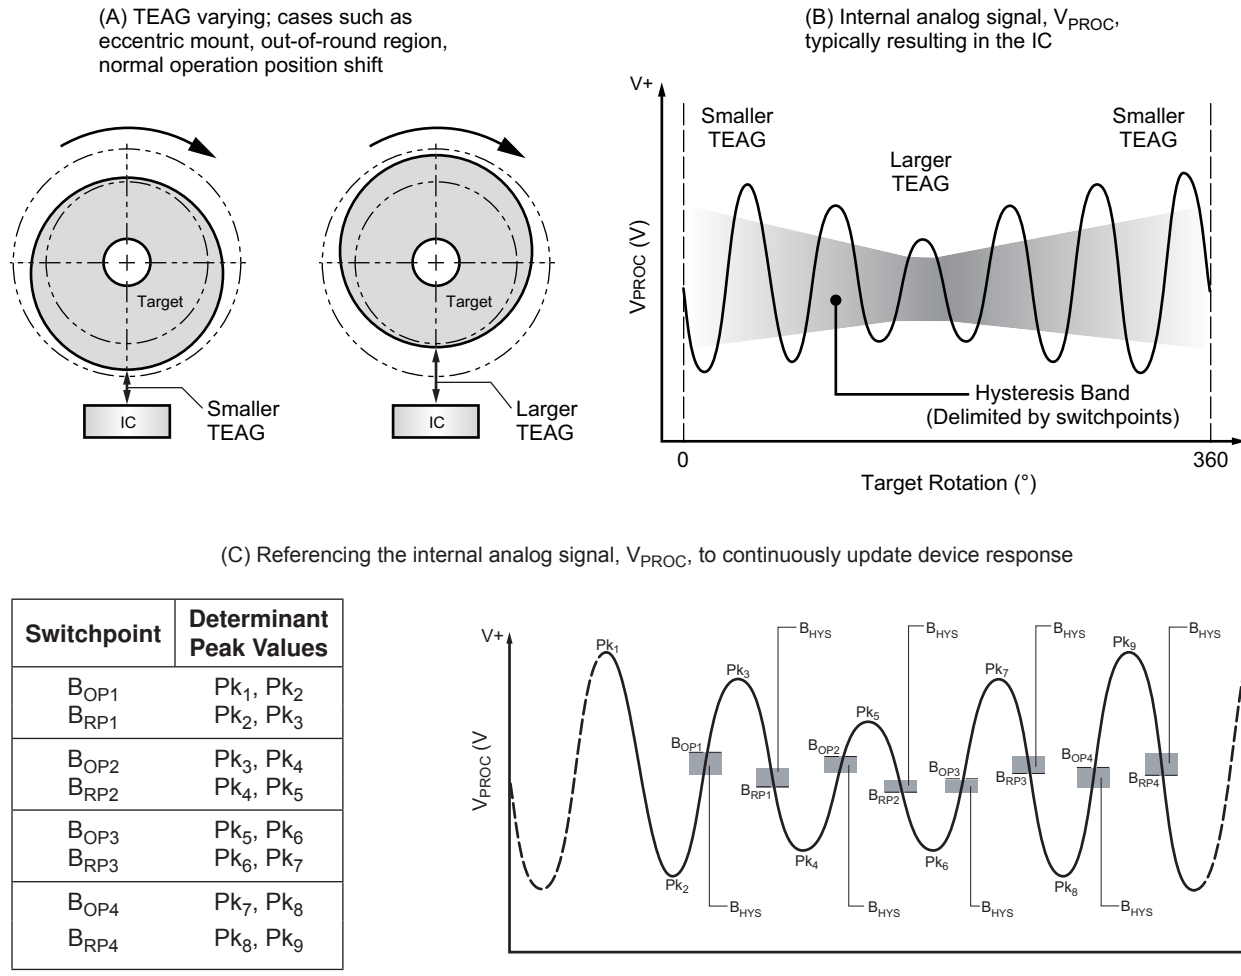 (A) TEAG varying; cases such as
eccentric mount, out-of-round region,
normal operation position shift
Target
IC
Smaller
TEAG
Target
IC
Larger
TEAG
(B) Internal analog signal, VPROC,
typically resulting in the IC
V+
Smaller
TEAG
Larger
TEAG
Smaller
TEAG
VPROC (V)
Hysteresis Band
(Delimited by switchpoints)
0
360
Target Rotation (°)
(C) Referencing the internal analog signal, VPROC, to continuously update device response
Switchpoint
Determinant
Peak Values
BOP1 Pk1, Pk2
BRP1 Pk2, Pk3
BOP2 Pk3, Pk4
BRP2 Pk4, Pk5
BOP3 Pk5, Pk6
BRP3 Pk6, Pk7
BOP4 Pk7, Pk8
BRP4 Pk8, Pk9
V+
VPROC (V
BHYS
BHYS
BHYS
BHYS
Pk1
Pk3
Pk5
Pk7
Pk9
BOP1
BRP1
BOP2
BRP2
BOP3
BRP3
BOP4
BRP4
Pk2
Pk4
Pk6
Pk8
BHYS
BHYS
BHYS
BHYS